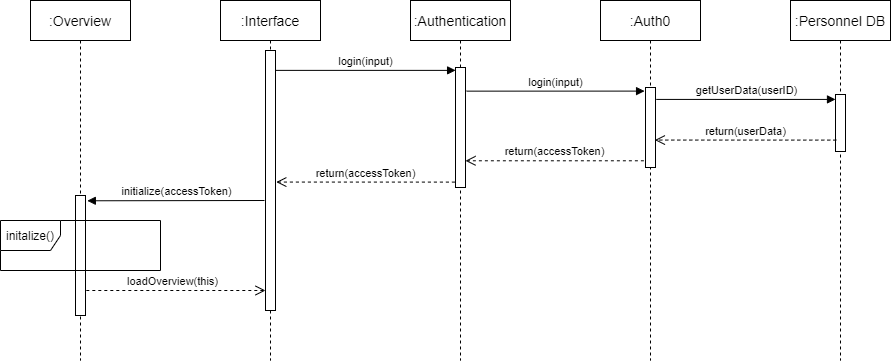 :Overview
:Interface
:Authentication
:Auth0
:Personnel DB
login(input)
login(input)
getUserData(userID)
return(userData)
return(accessToken)
return(accessToken)
initialize(accessToken)
initalize()
loadOverview(this)